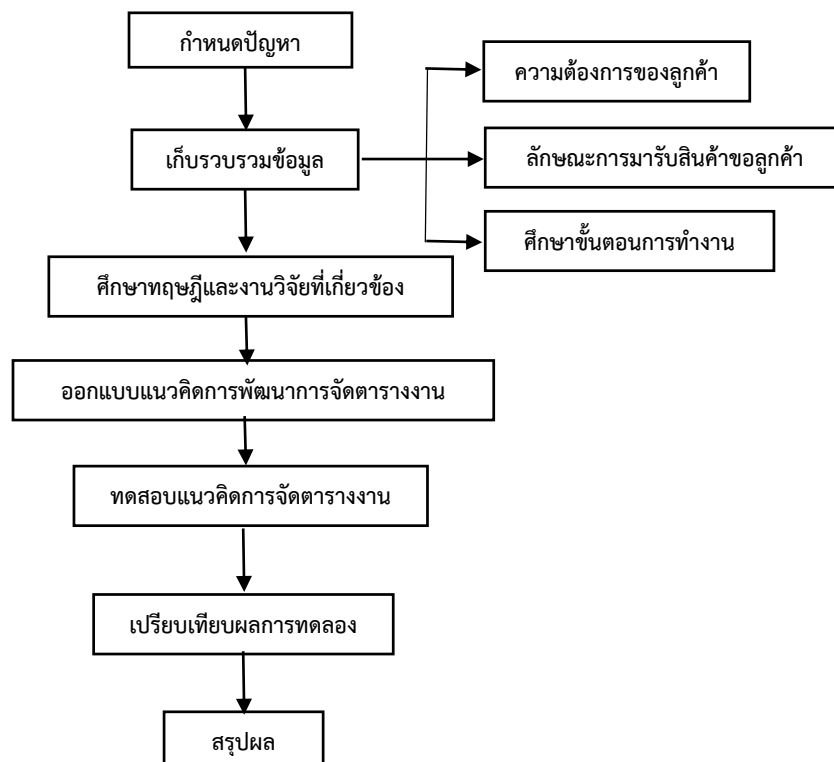 กำหนดปัญหา
ความต้องการของลูกค้า
เก็บรวบรวมข้อมูล
ลักษณะการมารับสินค้าขอลูกค้า
ศึกษาขั้นตอนการทำงาน
ศึกษาทฤษฎีและงานวิจัยที่เกี่ยวข้อง
ออกแบบแนวคิดการพัฒนาการจัดตารางงาน
ทดสอบแนวคิดการจัดตารางงาน
เปรียบเทียบผลการทดลอง
สรุปผล